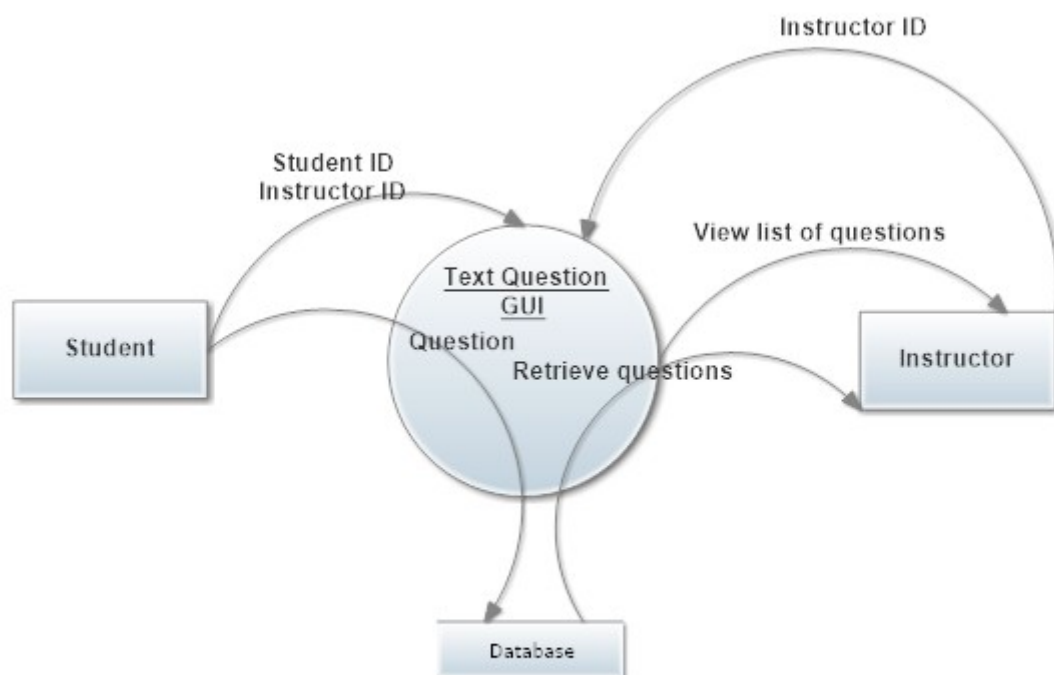 Instructor ID
Student ID
Instructor ID
View list of questions
Text Question
GUI
Student
Question
Instructor
Retrieve questions
Database